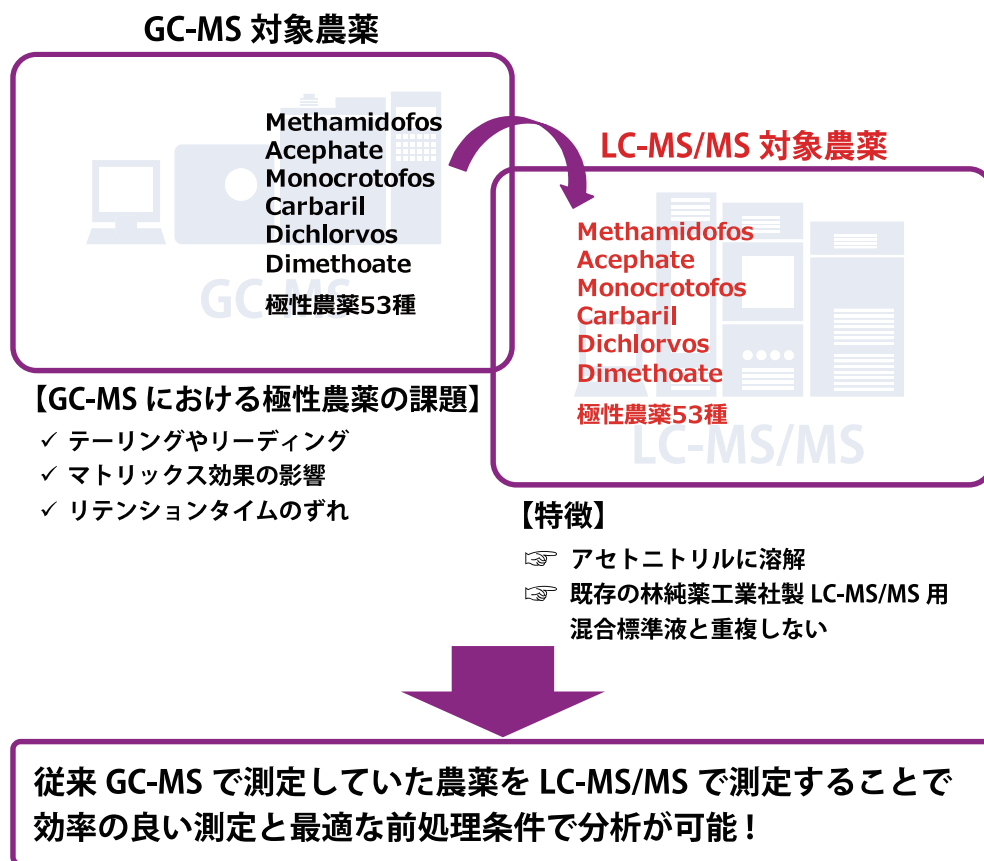 GC-MS 対象農薬
Methamidofos
Acephate
Monocrotofos
Carbaril
Dichlorvos
Dimethoate
極性農薬53種
GC-MS
【GC-MS における極性農薬の課題】
✓ テーリングやリーディング
✓ マトリックス効果の影響
✓ リテンションタイムのずれ
LC-MS/MS 対象農薬
Methamidofos
Acephate
Monocrotofos
Carbaril
Dichlorvos
Dimethoate
極性農薬53種
LC-MS/MS
【特徴】
☞ アセトニトリルに溶解
☞ 既存の林純薬工業社製 LC-MS/MS 用
混合標準液と重複しない
従来 GC-MS で測定していた農薬を LC-MS/MS で測定することで
効率の良い測定と最適な前処理条件で分析が可能！